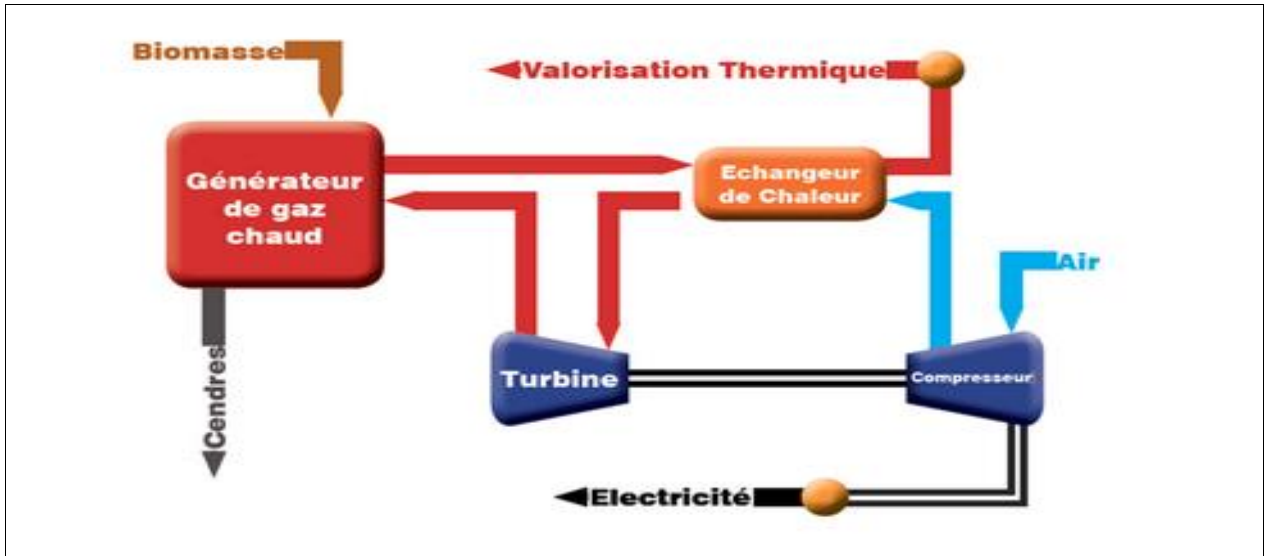 Biomasse
Valorisation Thermique
Générateur
de gaz
chaud
Echangeur
de Chaleur
Air
Turbine
Compresseur
Cendres
Electricité